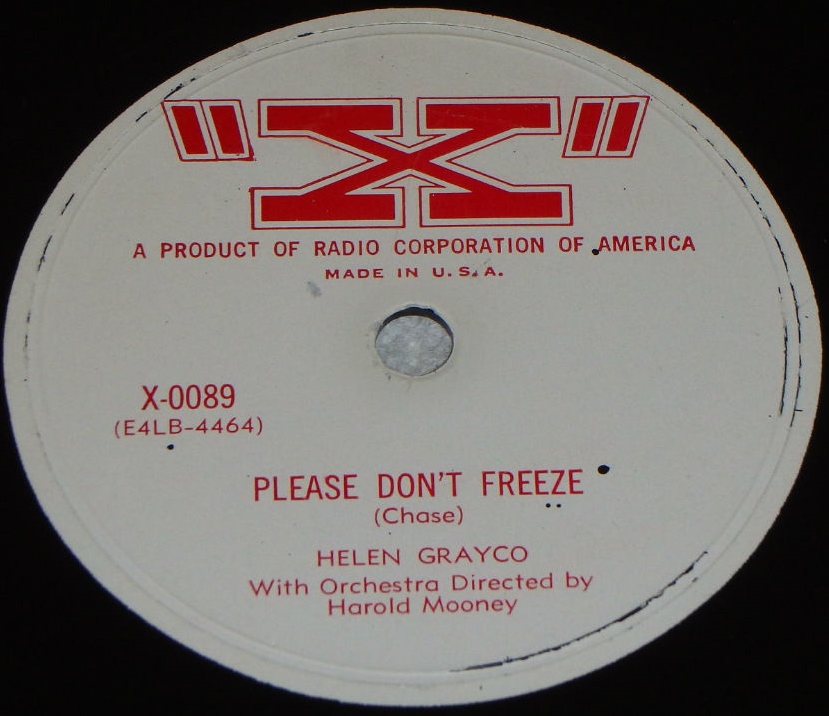 "X"
A PRODUCT OF RADIO CORPORATION OF AMERICA
MADE IN U.S.A.
X-0089
(E4LB-4464)
PLEASE DON'T FREEZE
(Chase)
HELEN GRAYCO
With Orchestra Directed by
Harold Mooney